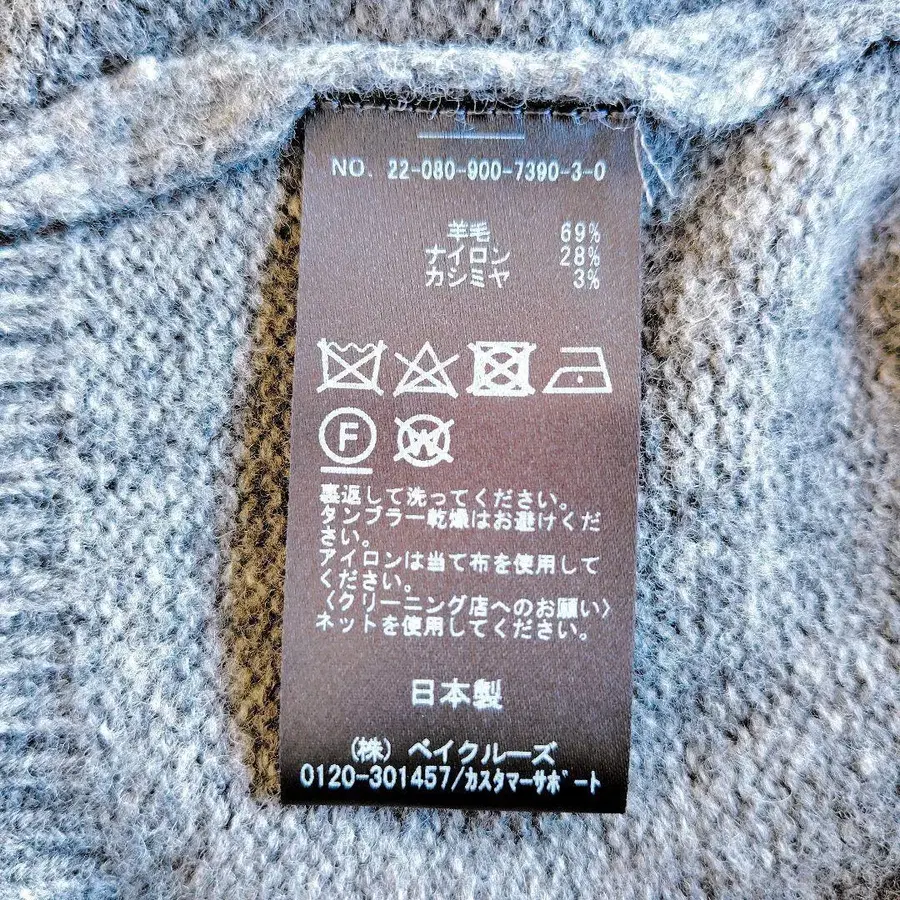 NO. 22-080-900-7390-3-0
羊毛 69%
ナイロン 28%
カシミヤ 3%
F
W
裏返して洗ってください。
タンブラー乾燥はお避けくだ
さい。
アイロンは当て布を使用して
ください。
〈クリーニング店へのお願い〉
ネットを使用してください。
日本製
(株) ベイクルーズ
0120-301457/カスタマーサポート